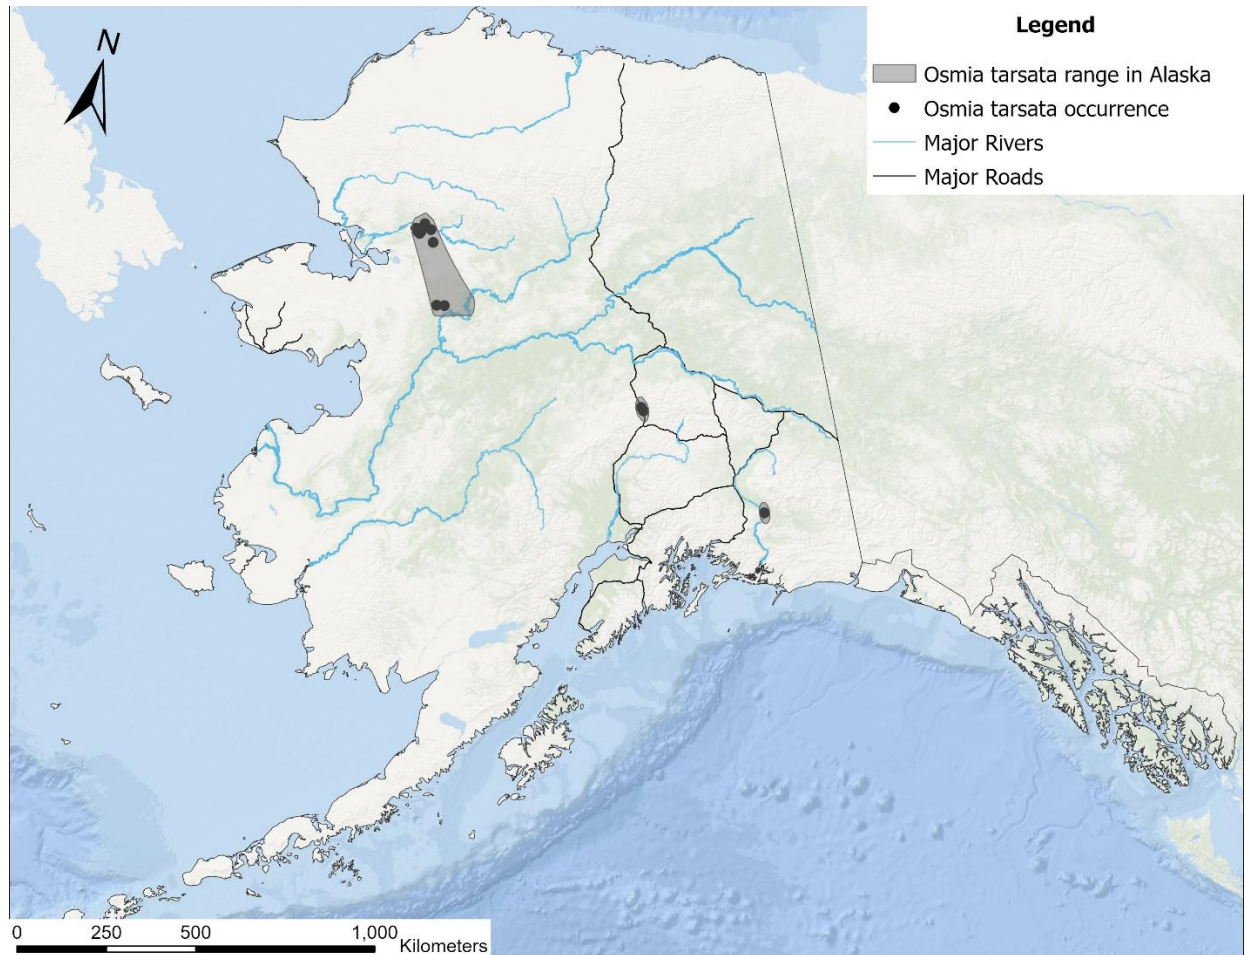 N
Legend
Osmia tarsata range in Alaska
Osmia tarsata occurrence
Major Rivers
Major Roads
0 250 500 1,000
Kilometers